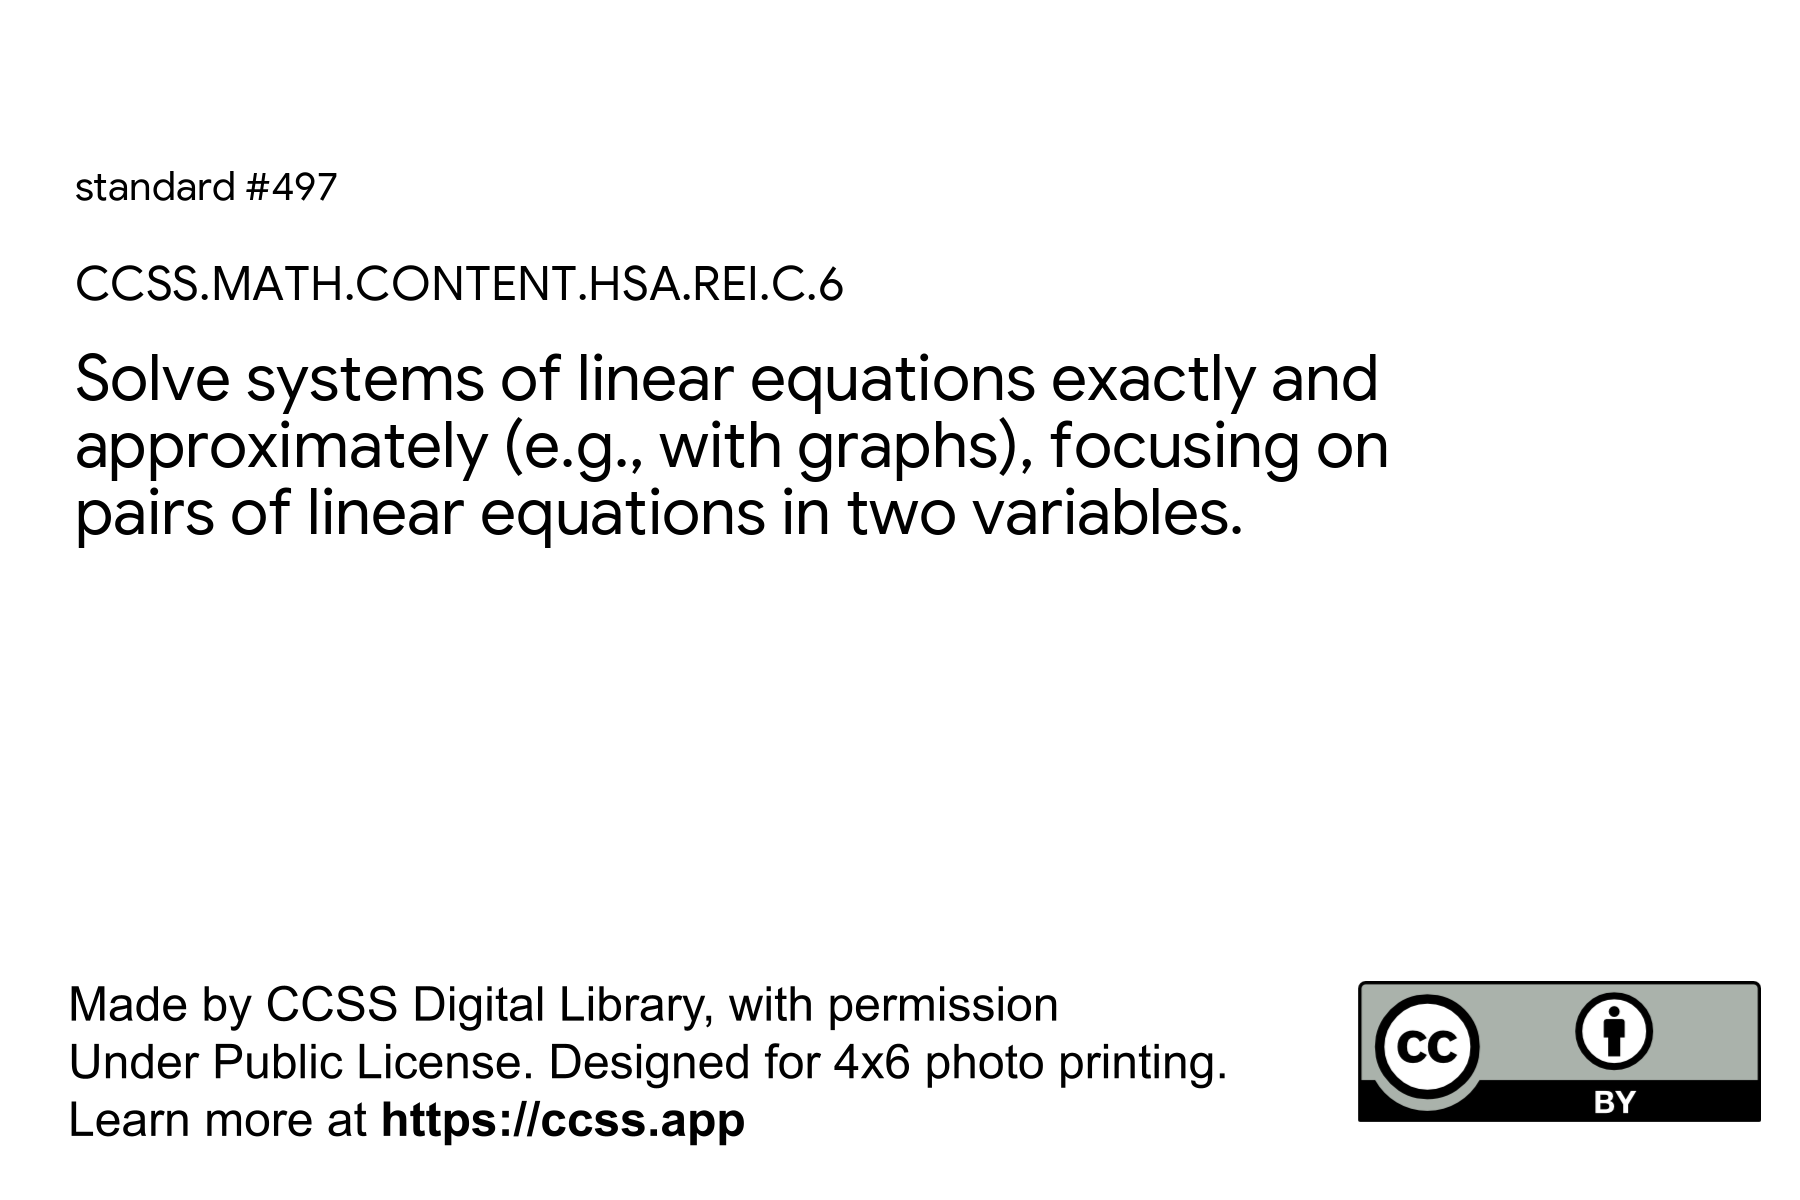 standard #497
CCSS.MATH.CONTENT.HSA.REI.C.6
Solve systems of linear equations exactly and
approximately (e.g., with graphs), focusing on
pairs of linear equations in two variables.
Made by CCSS Digital Library, with permission
Under Public License. Designed for 4x6 photo printing.
Learn more at https://ccss.app
cc
BY